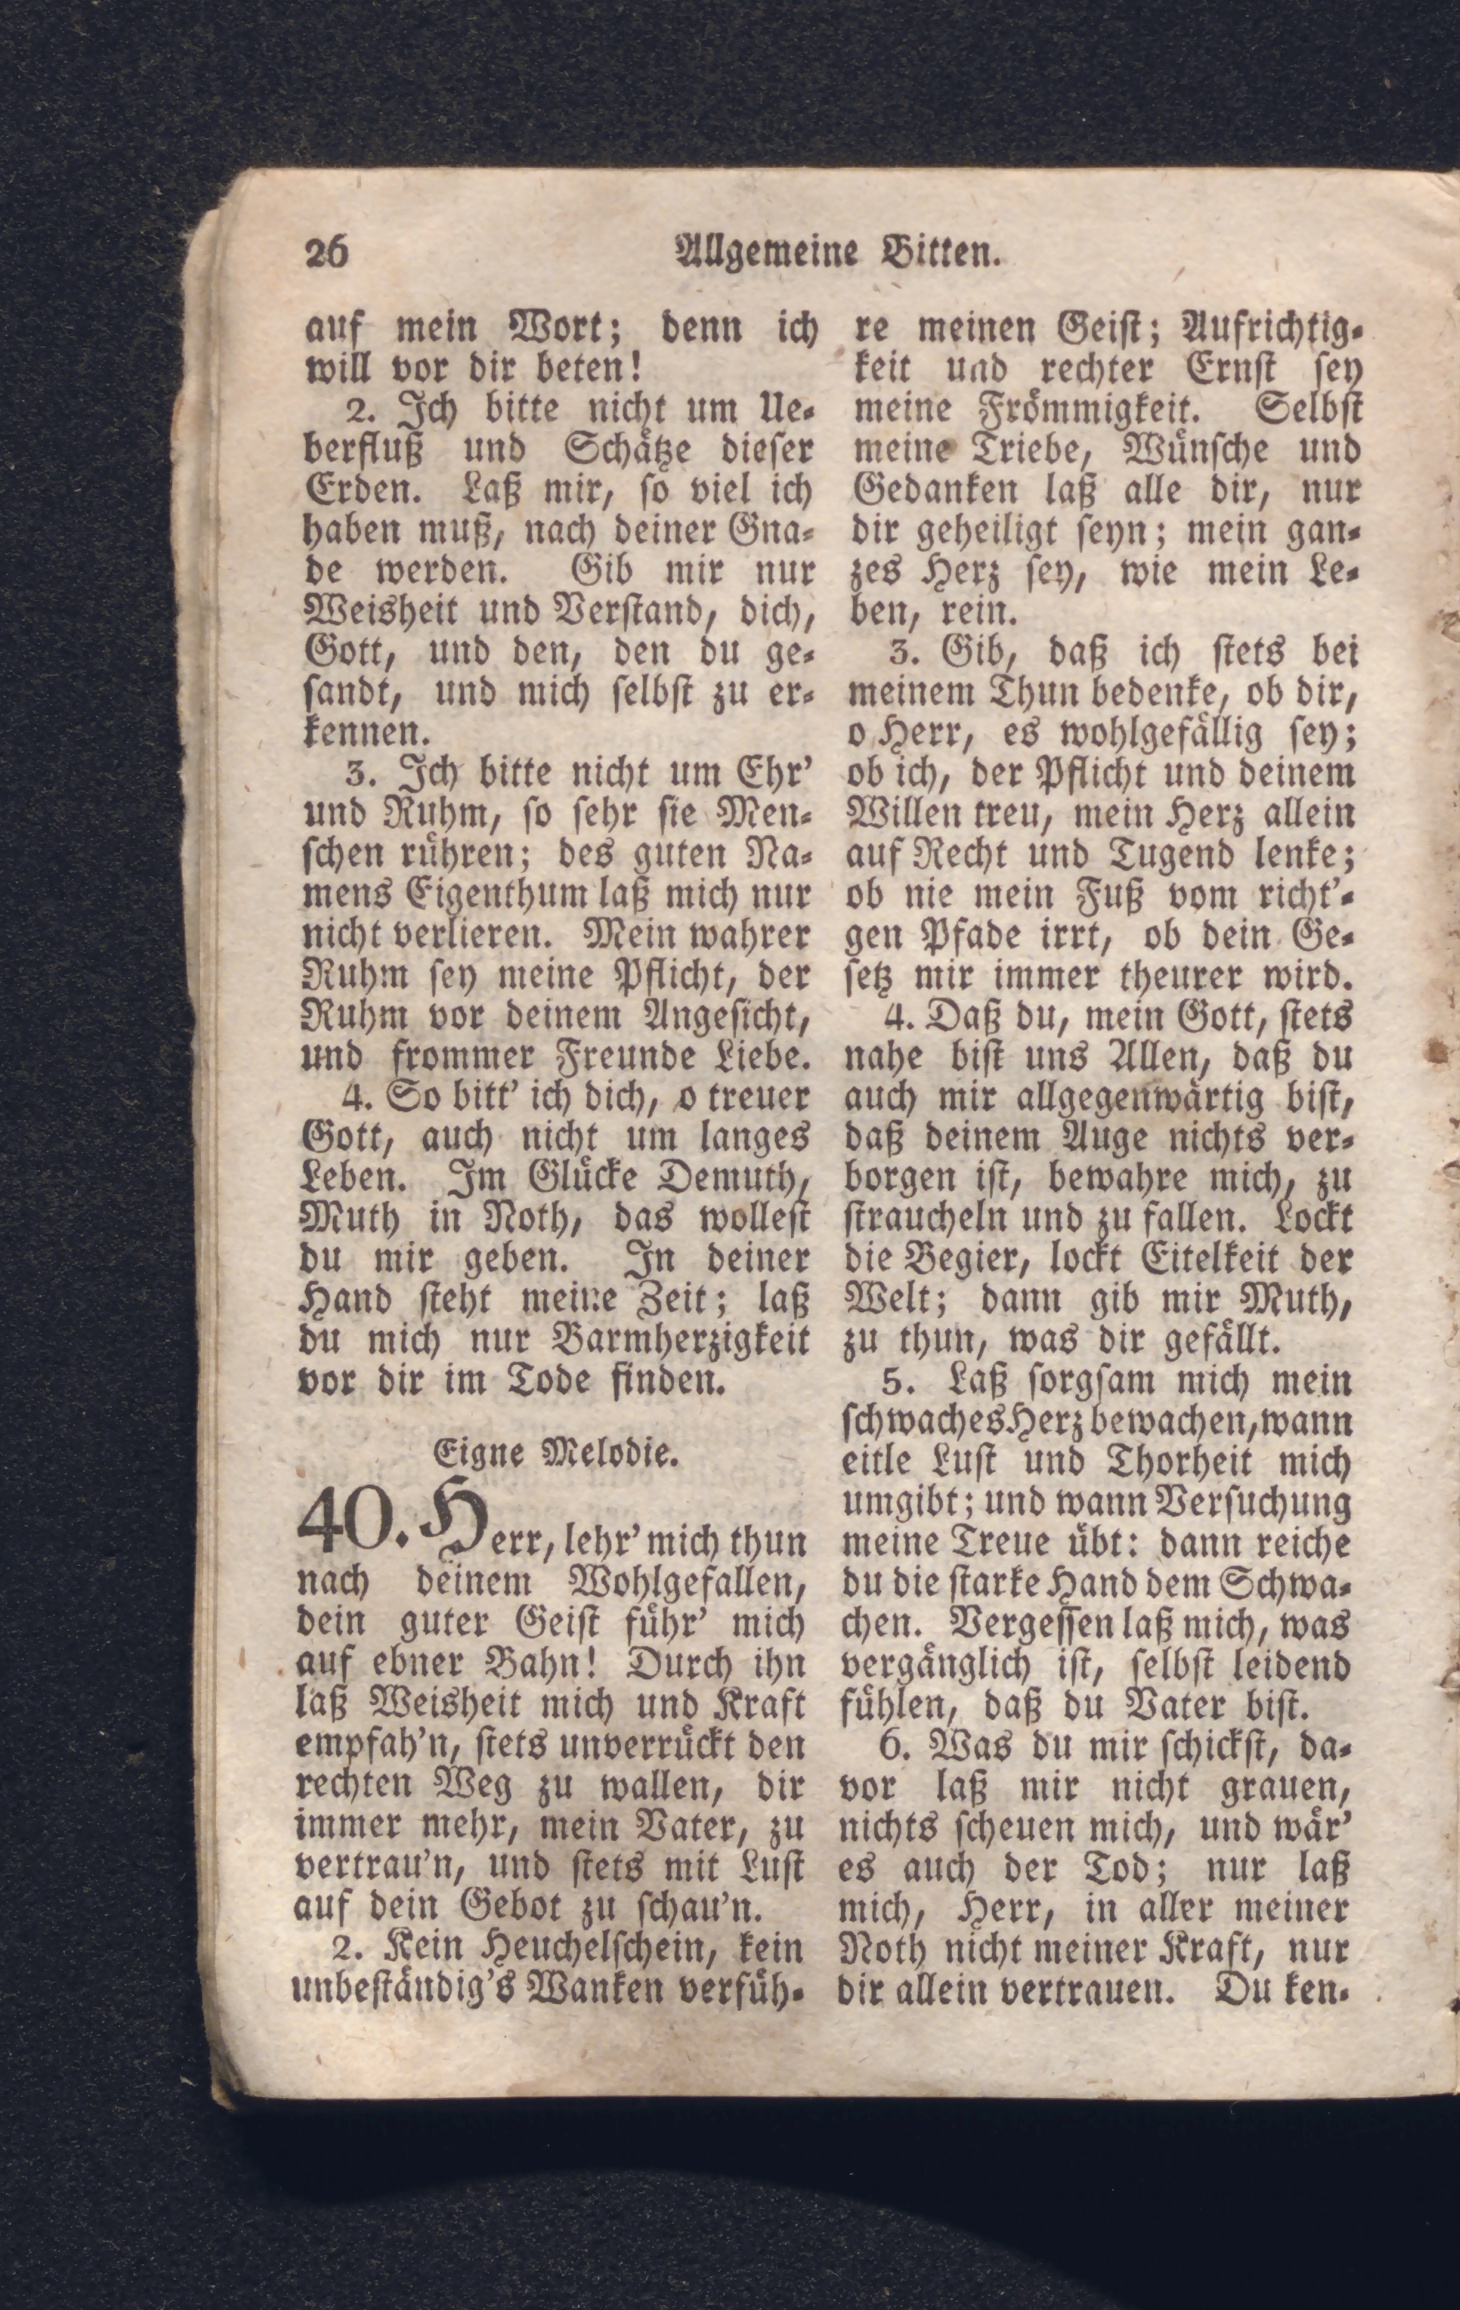 26
Allgemeine Bitten.
auf mein Wort; denn ich
will vor dir beten!
2. Ich bitte nicht um Ue-
berfluß und Schätze dieser
Erden. Laß mir, so viel ich
haben muß, nach deiner Gna-
de werden. Gib mir nur
Weisheit und Verstand, dich,
Gott, und den, den du ge-
sandt, und mich selbst zu er-
kennen.
3. Ich bitte nicht um Ehr'
und Ruhm, so sehr sie Men-
schen rühren; des guten Na-
mens Eigenthum laß mich nur
nicht verlieren. Mein wahrer
Ruhm sey meine Pflicht, der
Ruhm vor deinem Angesicht,
und frommer Freunde Liebe.
4. So bitt' ich dich, o treuer
Gott, auch nicht um langes
Leben. Im Glücke Demuth,
Muth in Noth, das wollest
du mir geben. In deiner
Hand steht meine Zeit; laß
du mich nur Barmherzigkeit
vor dir im Tode finden.
Eigne Melodie.
40. Herr, lehr' mich thun
nach deinem Wohlgefallen,
dein guter Geist führ' mich
auf ebner Bahn! Durch ihn
laß Weisheit mich und Kraft
empfah'n, stets unverrückt den
rechten Weg zu wallen, dir
immer mehr, mein Vater, zu
vertrau'n, und stets mit Lust
auf dein Gebot zu schau'n.
2. Kein Heuchelschein, kein
unbeständig's Wanken verfüh-
re meinen Geist; Aufrichtig-
keit und rechter Ernst sey
meine Frömmigkeit. Selbst
meine Triebe, Wünsche und
Gedanken laß alle dir, nur
dir geheiligt seyn; mein gan-
zes Herz sey, wie mein Le-
ben, rein.
3. Gib, daß ich stets bei
meinem Thun bedenke, ob dir,
o Herr, es wohlgefällig sey;
ob ich, der Pflicht und deinem
Willen treu, mein Herz allein
auf Recht und Tugend lenke;
ob nie mein Fuß vom richt'-
gen Pfade irrt, ob dein Ge-
setz mir immer theurer wird.
4. Daß du, mein Gott, stets
nahe bist uns Allen, daß du
auch mir allgegenwärtig bist,
daß deinem Auge nichts ver-
borgen ist, bewahre mich, zu
straucheln und zu fallen. Lockt
die Begier, lockt Eitelkeit der
Welt; dann gib mir Muth,
zu thun, was dir gefällt.
5. Laß sorgsam mich mein
schwaches Herz bewachen, wann
eitle Lust und Thorheit mich
umgibt; und wann Versuchung
meine Treue übt: dann reiche
du die starke Hand dem Schwa-
chen. Vergessen laß mich, was
vergänglich ist, selbst leidend
fühlen, daß du Vater bist.
6. Was du mir schickst, da-
vor laß mir nicht grauen,
nichts scheuen mich, und wär'
es auch der Tod; nur laß
mich, Herr, in aller meiner
Noth nicht meiner Kraft, nur
dir allein vertrauen. Du ken-